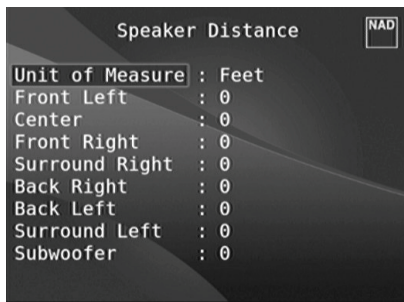 Speaker Distance
NAD
Unit of Measure : Feet
Front Left : 0
Center : 0
Front Right : 0
Surround Right : 0
Back Right : 0
Back Left : 0
Surround Left : 0
Subwoofer : 0